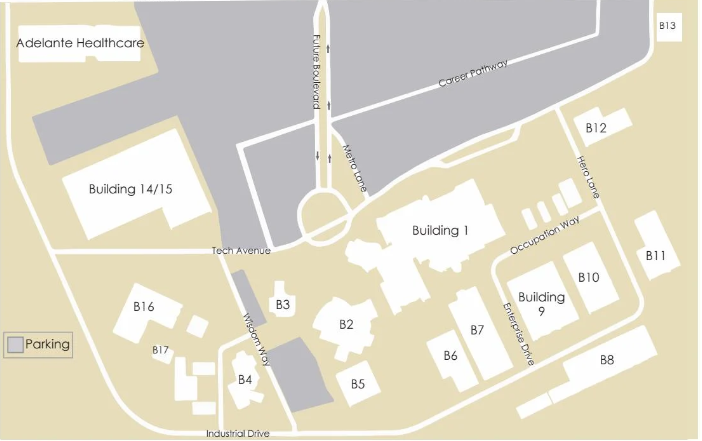 B13
Adelante Healthcare
Future Boulevard
Career Pathway
B12
Metro Lane
Hero Lane
Building 14/15
Building 1
Occupation Way
Tech Avenue
B11
B10
B3
B16
Building
9
B2
B7
Wisdom Way
Enterprise Drive
Parking
B17
B6
B8
B4
B5
Industrial Drive